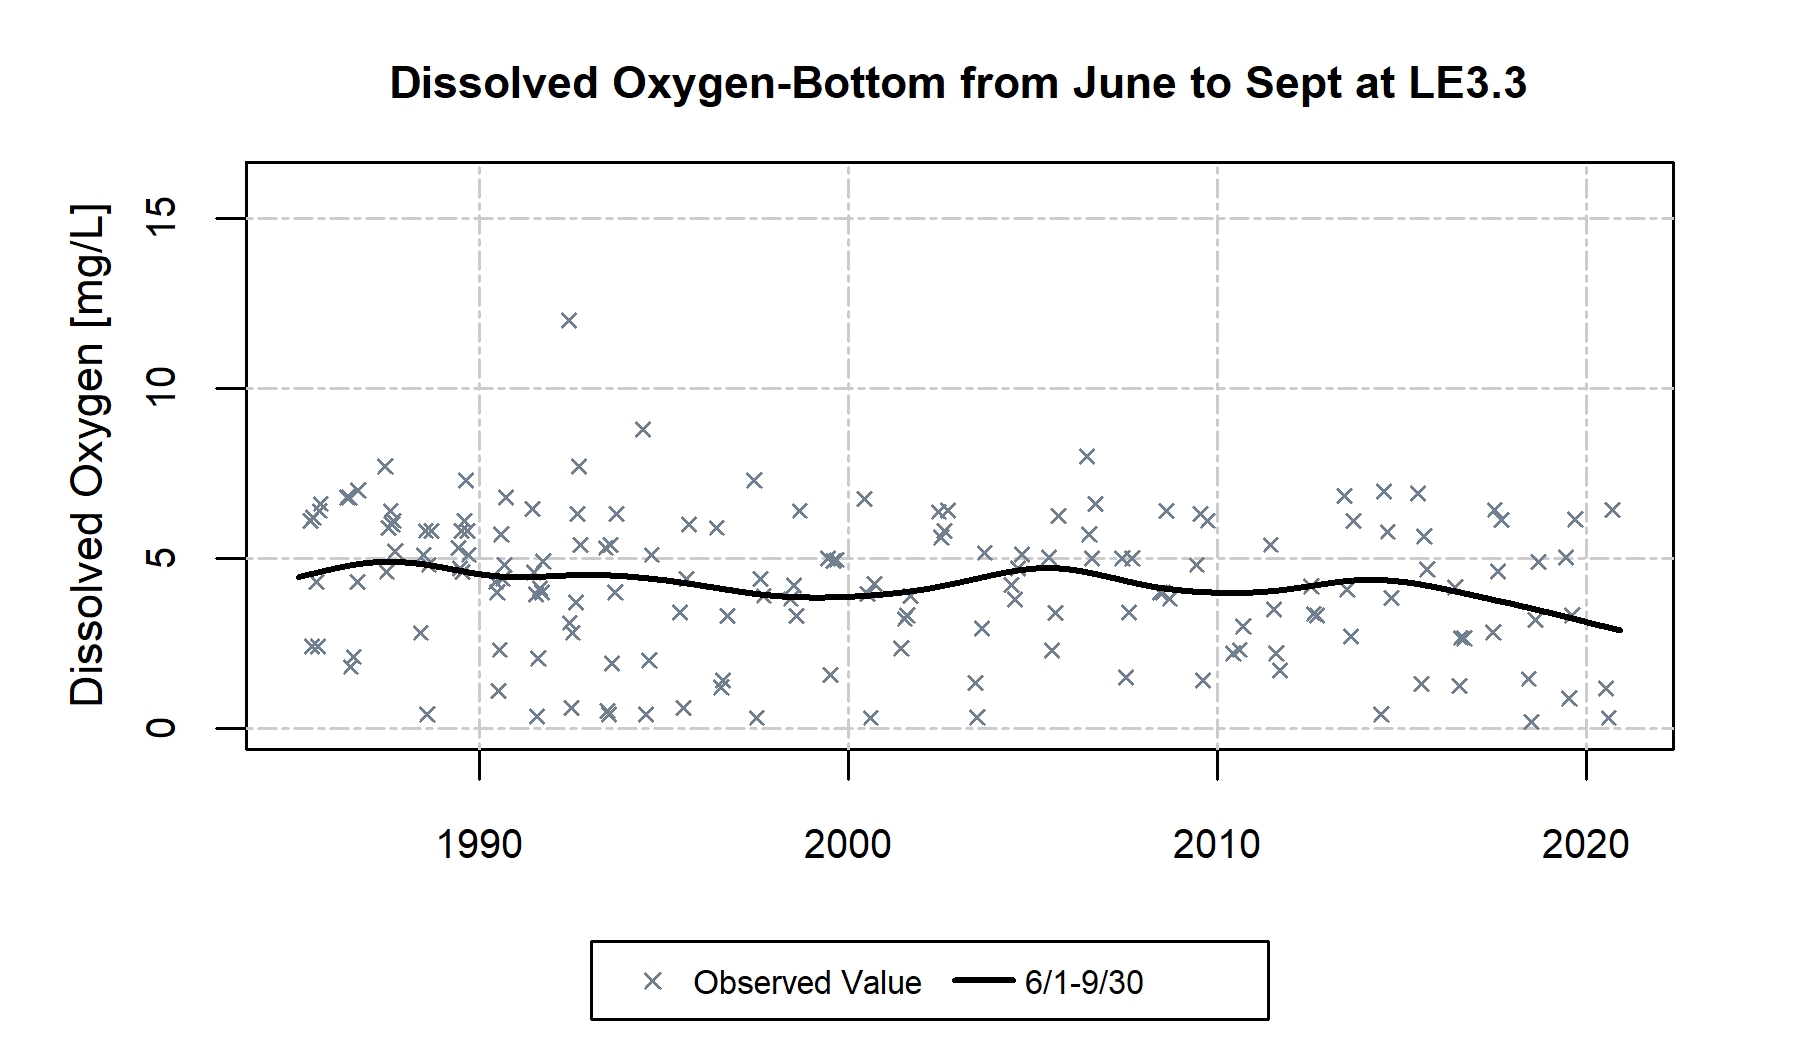 Dissolved Oxygen-Bottom from June to Sept at LE3.3
Dissolved Oxygen [mg/L]
15
10
5
0
1990 2000 2010 2020
Observed Value 6/1-9/30